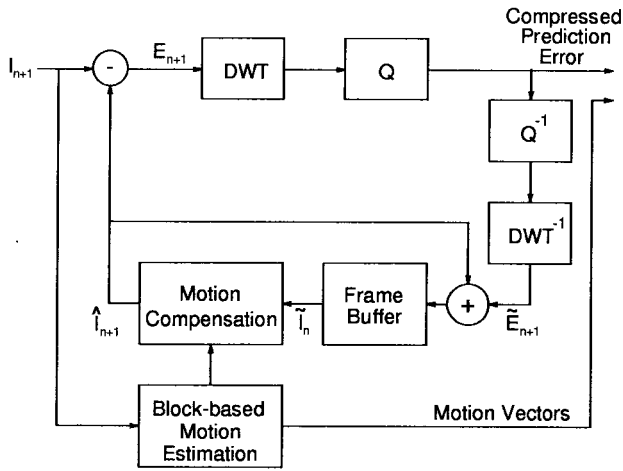 Compressed
Prediction
Error
I_{n+1}
-
E_{n+1}
DWT
Q
Q^{-1}
DWT^{-1}
Motion
Compensation
Frame
Buffer
+
Î_{n+1}
Ĩ_n
Ẽ_{n+1}
Block-based
Motion
Estimation
Motion Vectors